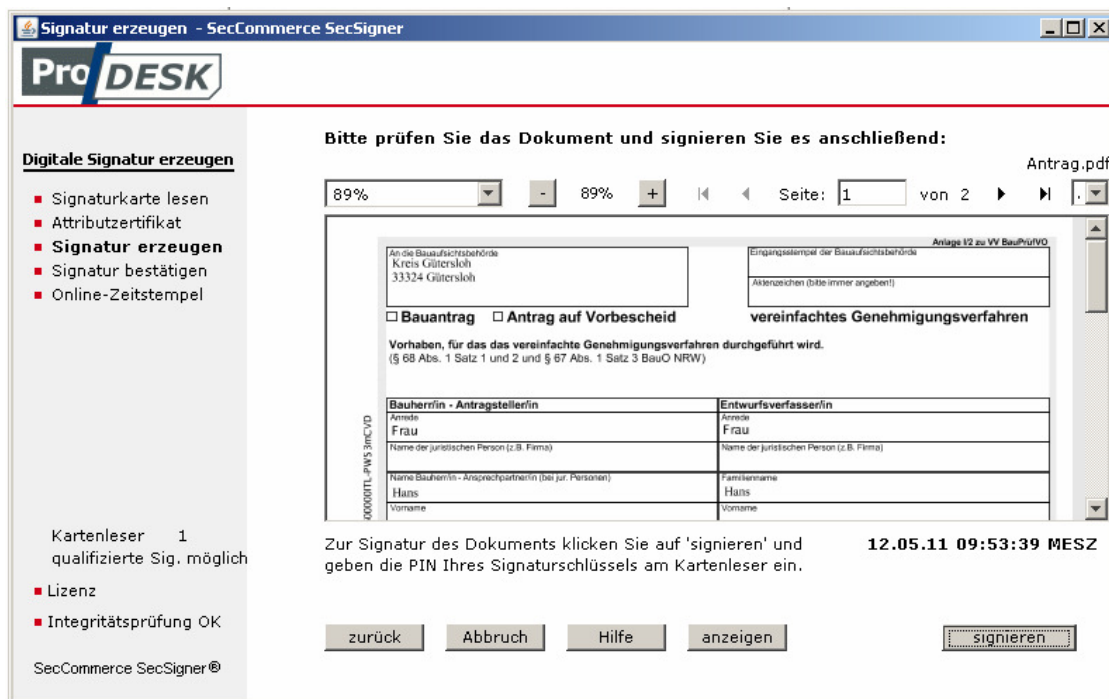 Signatur erzeugen - SecCommerce SecSigner
Pro DESK
Digitale Signatur erzeugen
Signaturkarte lesen
Attributzertifikat
Signatur erzeugen
Signatur bestätigen
Online-Zeitstempel
Kartenleser 1
qualifizierte Sig. möglich
Lizenz
Integritätsprüfung OK
SecCommerce SecSigner®
Bitte prüfen Sie das Dokument und signieren Sie es anschließend:
Antrag.pdf
89% - 89% + Seite: 1 von 2 .
Anlage I/2 zu VV BauPrüfVO
An die Bauaufsichtsbehörde
Kreis Gütersloh
33324 Gütersloh
Eingangsstempel der Bauaufsichtsbehörde
Aktenzeichen (bitte immer angeben!)
Bauantrag Antrag auf Vorbescheid vereinfachtes Genehmigungsverfahren
Vorhaben, für das das vereinfachte Genehmigungsverfahren durchgeführt wird.
(§ 68 Abs. 1 Satz 1 und 2 und § 67 Abs. 1 Satz 3 BauO NRW)
Bauherr/in - Antragsteller/in Entwurfsverfasser/in
Anrede Anrede
Frau Frau
Name der juristischen Person (z.B. Firma) Name der juristischen Person (z.B. Firma)
Name Bauherr/in - Ansprechpartner/in (bei jur. Personen) Familienname
Hans Hans
Vorname Vorname
Zur Signatur des Dokuments klicken Sie auf 'signieren' und
geben die PIN Ihres Signaturschlüssels am Kartenleser ein.
12.05.11 09:53:39 MESZ
zurück Abbruch Hilfe anzeigen signieren